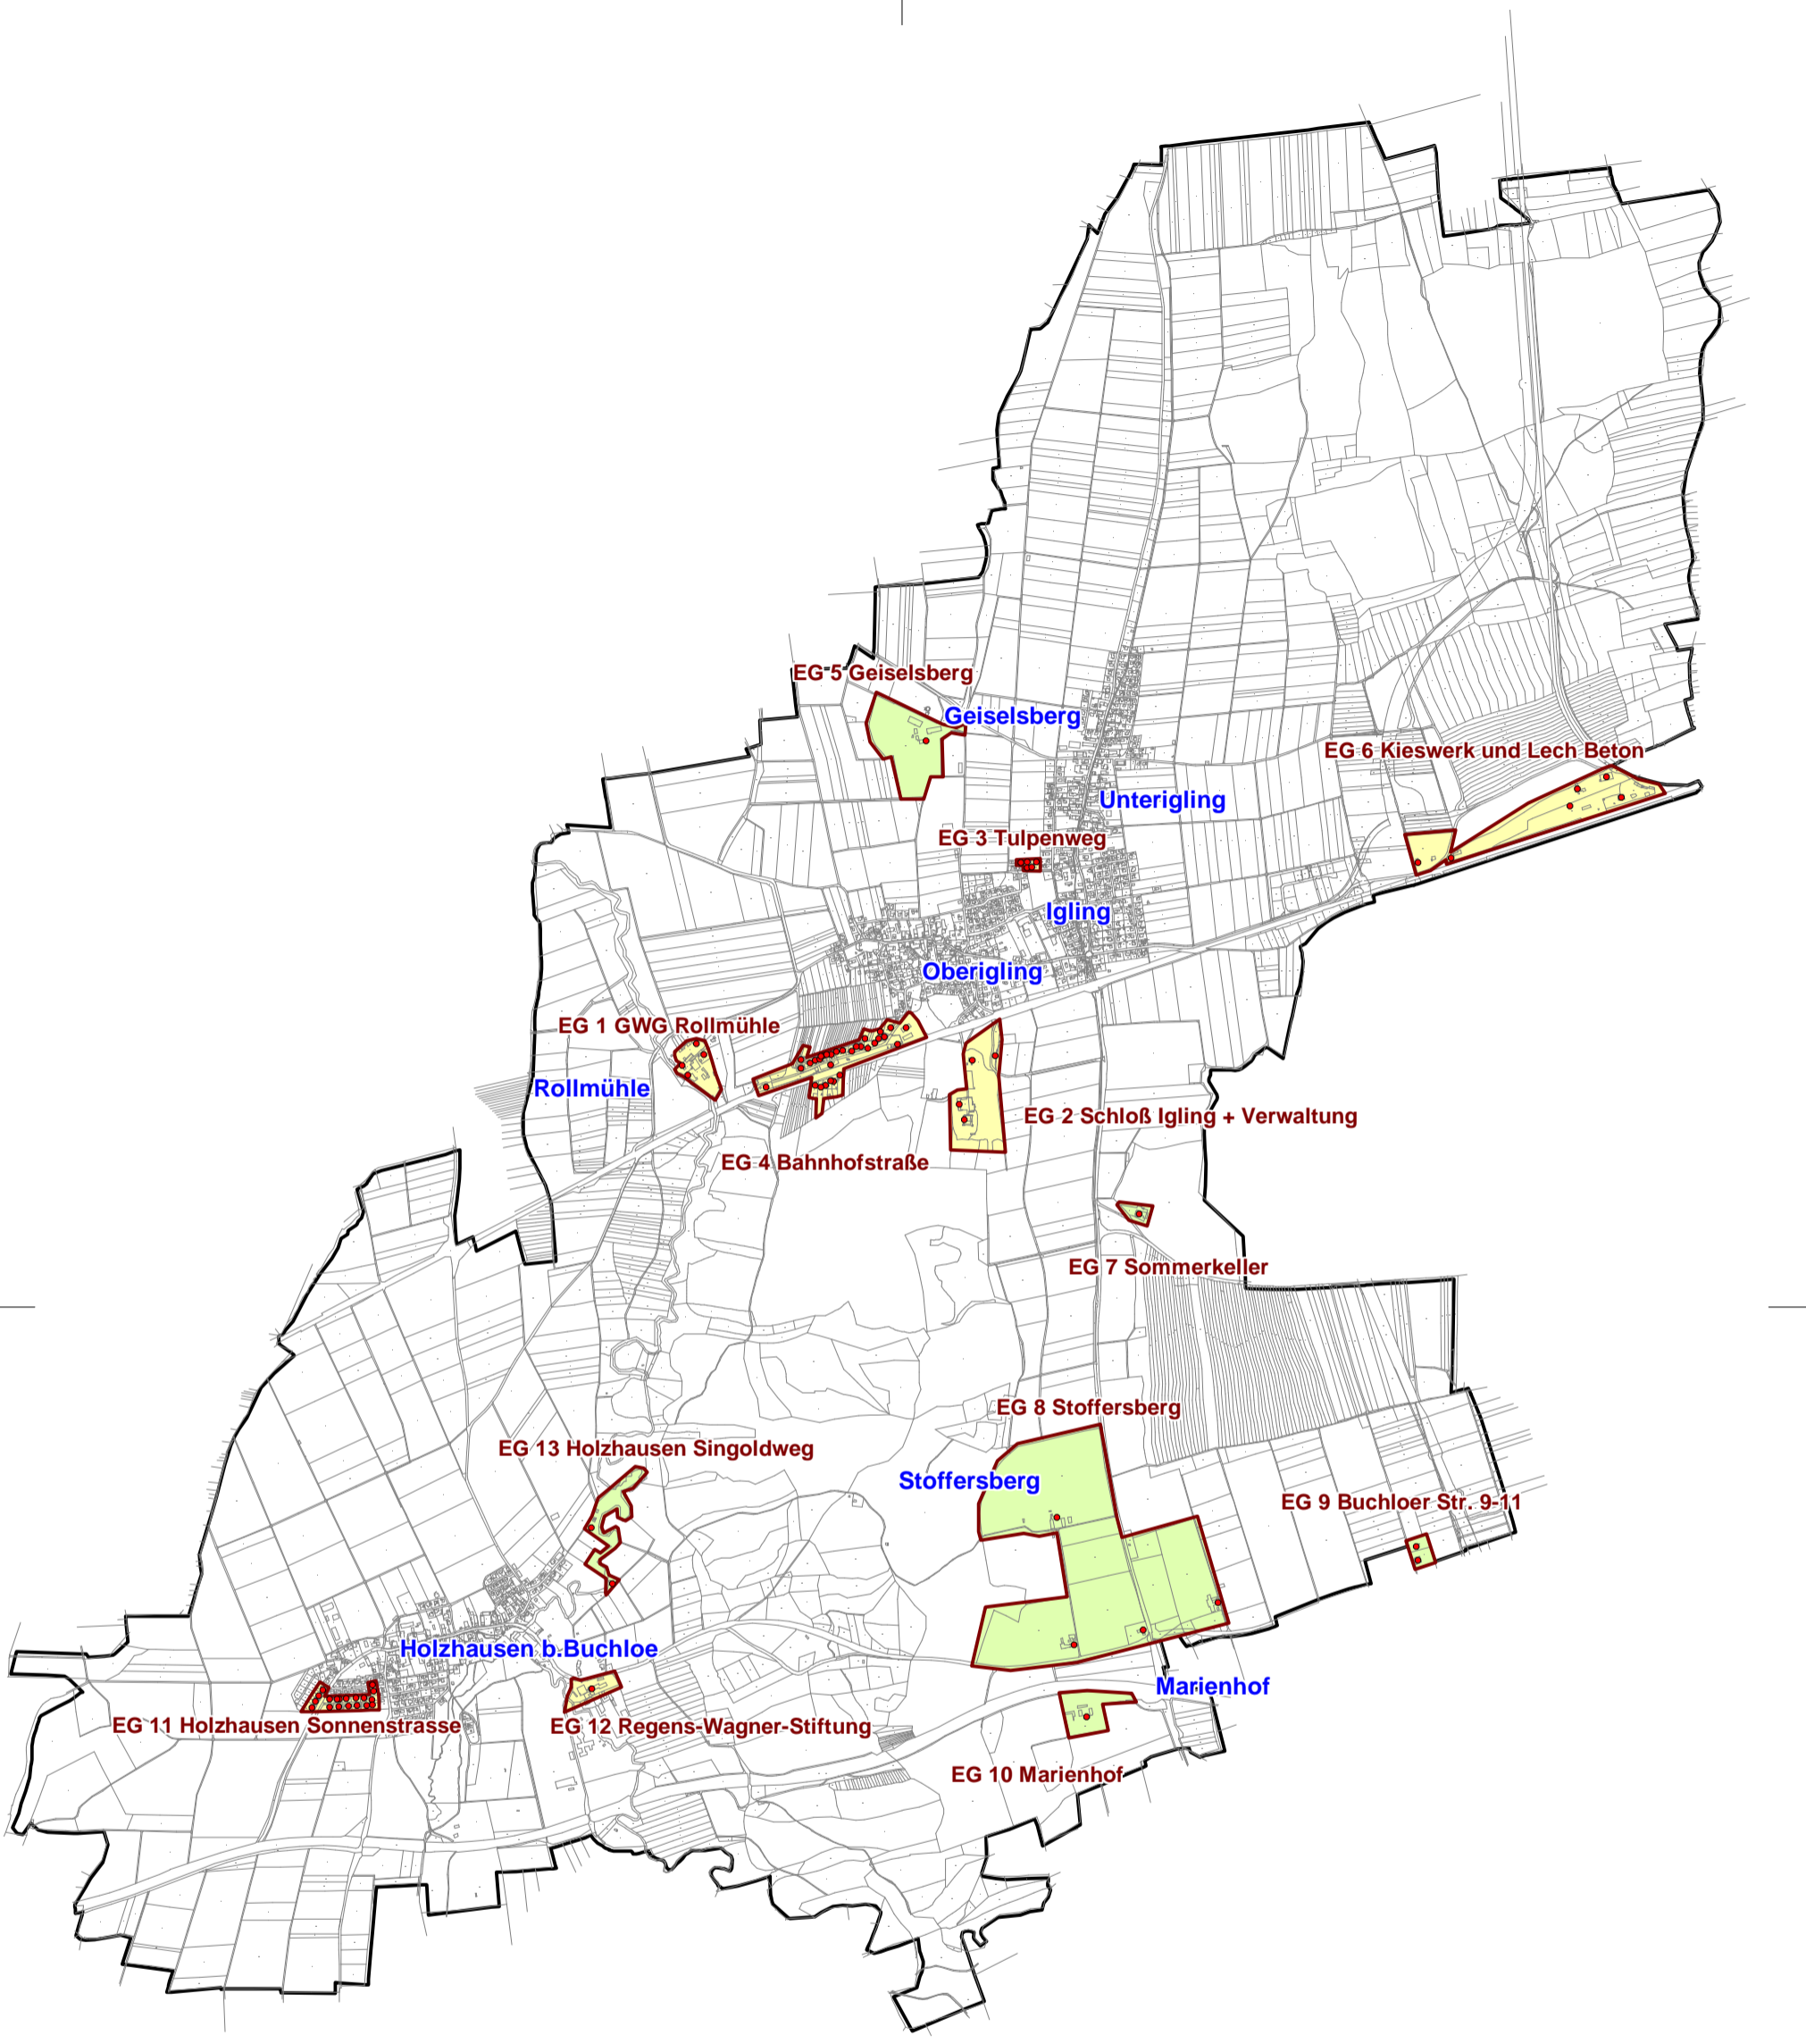 EG 5 Geiselsberg
Geiselsberg
EG 6 Kieswerk und Lech Beton
Unterigling
EG 3 Tulpenweg
Igling
Oberigling
EG 1 GWG Rollmühle
Rollmühle
EG 2 Schloß Igling + Verwaltung
EG 4 Bahnhofstraße
EG 7 Sommerkeller
EG 8 Stoffersberg
EG 13 Holzhausen Singoldweg
Stoffersberg
EG 9 Buchloer Str. 9-11
Holzhausen b.Buchloe
Marienhof
EG 11 Holzhausen Sonnenstrasse
EG 12 Regens-Wagner-Stiftung
EG 10 Marienhof